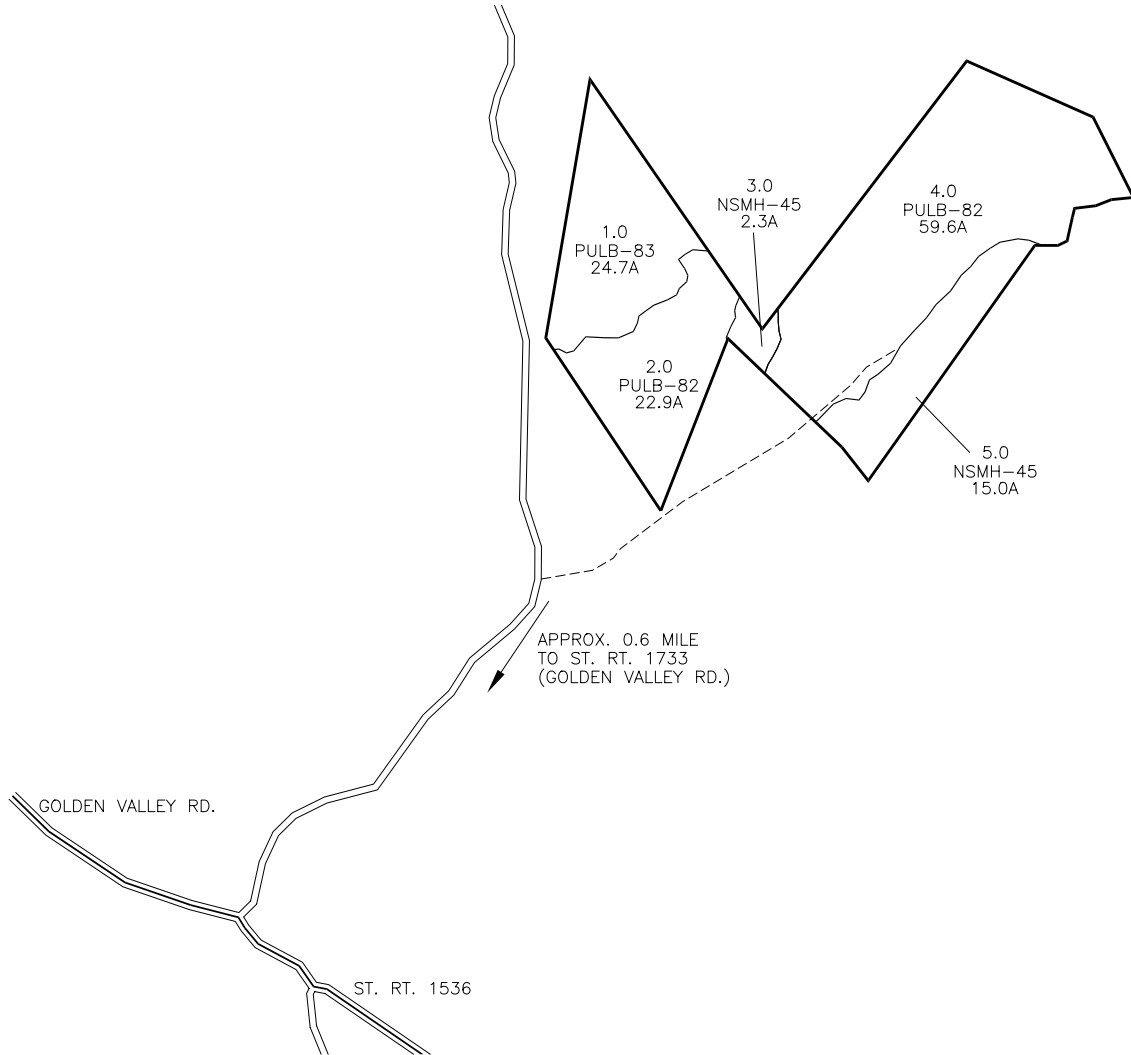 3.0
NSMH-45
2.3A
4.0
PULB-82
59.6A
1.0
PULB-83
24.7A
2.0
PULB-82
22.9A
5.0
NSMH-45
15.0A
APPROX. 0.6 MILE
TO ST. RT. 1733
(GOLDEN VALLEY RD.)
GOLDEN VALLEY RD.
ST. RT. 1536